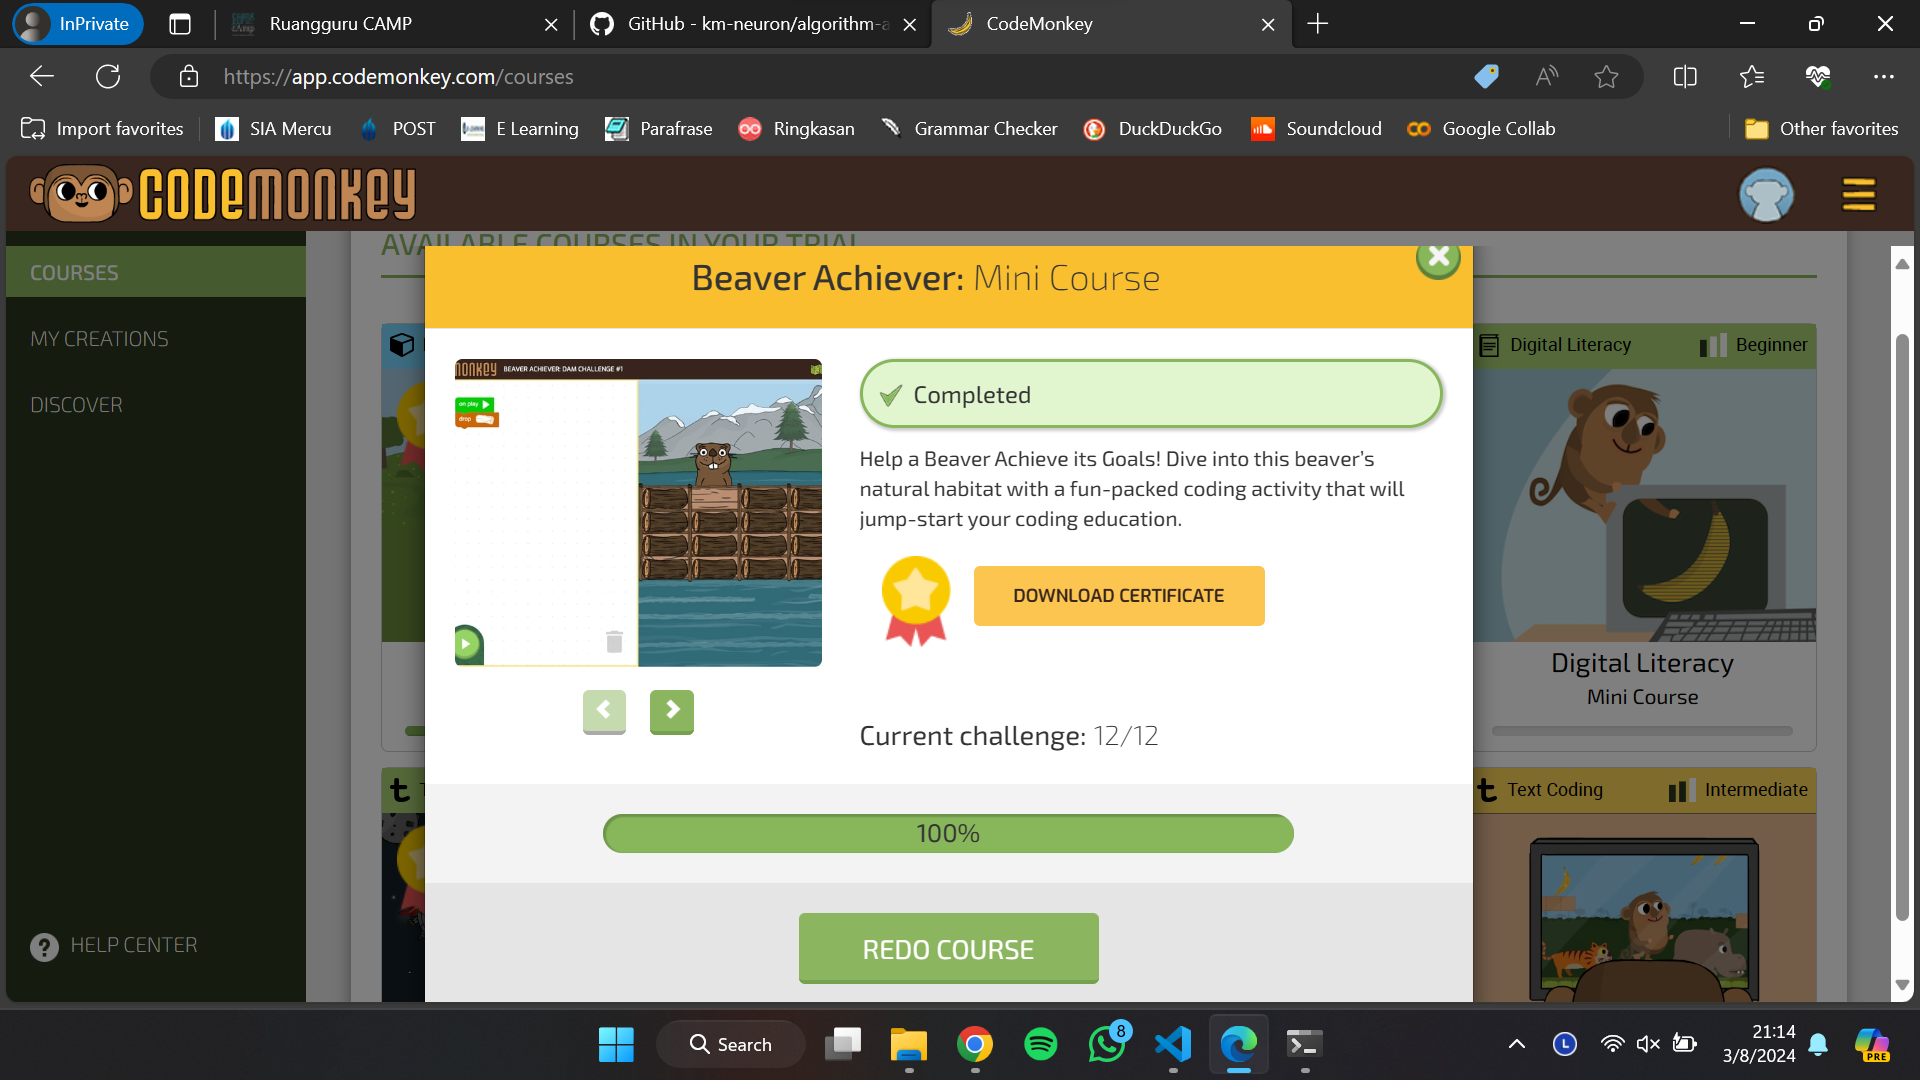 InPrivate
Ruangguru CAMP
GitHub - km-neuron/algorithm-a
CodeMonkey
https://app.codemonkey.com/courses
Import favorites
SIA Mercu
POST
E Learning
Parafrase
Ringkasan
Grammar Checker
DuckDuckGo
Soundcloud
Google Collab
Other favorites
CODEMONKEY
AVAILABLE COURSES IN YOUR TRIAL
COURSES
MY CREATIONS
DISCOVER
HELP CENTER
Beaver Achiever: Mini Course
MONKEY BEAVER ACHIEVER: DAM CHALLENGE #1
on play
drop
Completed
Help a Beaver Achieve its Goals! Dive into this beaver’s
natural habitat with a fun-packed coding activity that will
jump-start your coding education.
DOWNLOAD CERTIFICATE
Current challenge: 12/12
100%
REDO COURSE
Digital Literacy
Beginner
Digital Literacy
Mini Course
Text Coding
Intermediate
Search
8
L
21:14
3/8/2024
PRE